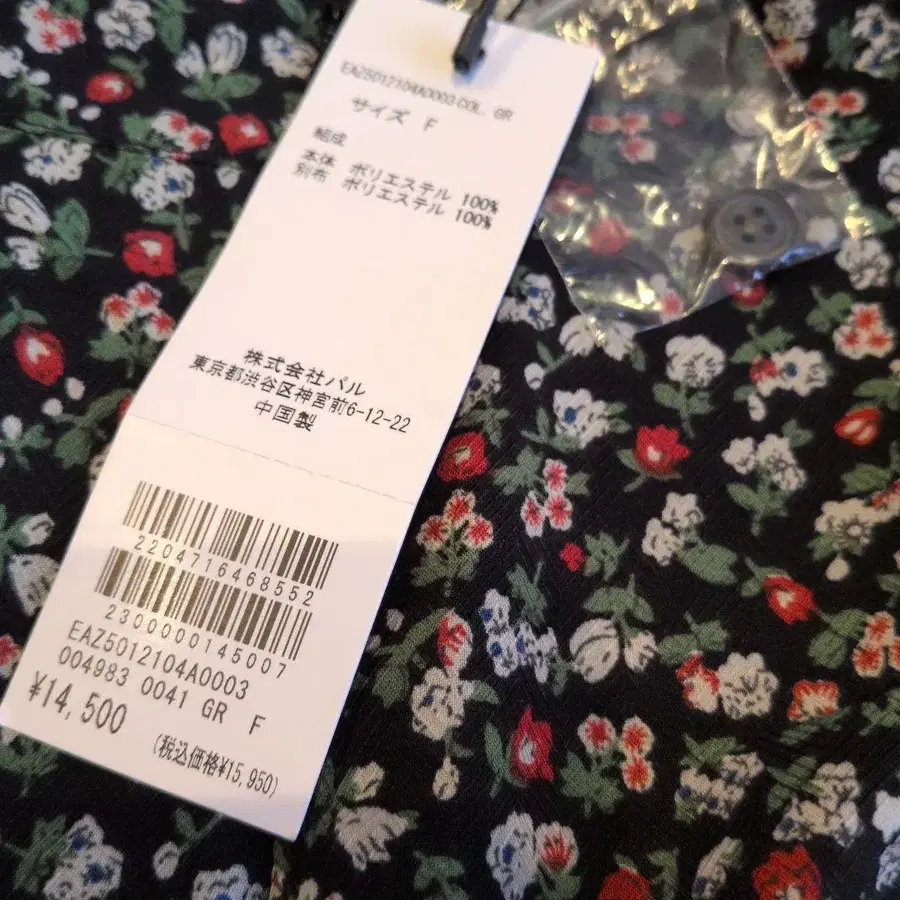 EAZ5012104A0003 COL. GR
サイズ F
組成
本体 ポリエステル 100%
別布 ポリエステル 100%
株式会社パル
東京都渋谷区神宮前6-12-22
中国製
2204716468552
2300000145007
EAZ5012104A0003
004983 0041 GR F
¥14,500
(税込価格¥15,950)